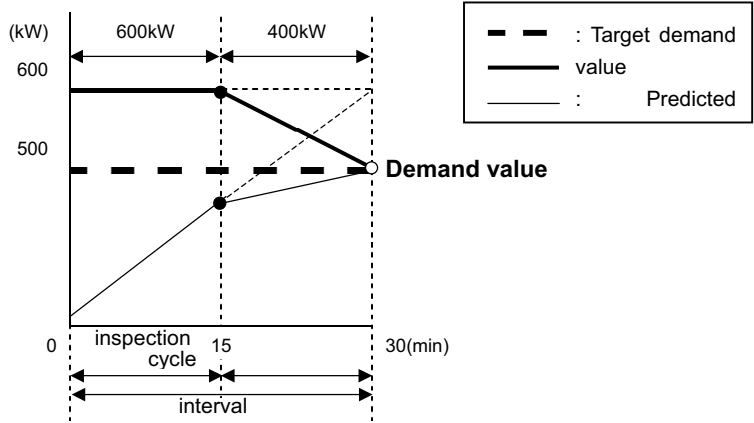 (kW)
600kW
400kW
600
500
: Target demand
value
: Predicted
Demand value
0
inspection
cycle
15
30(min)
interval